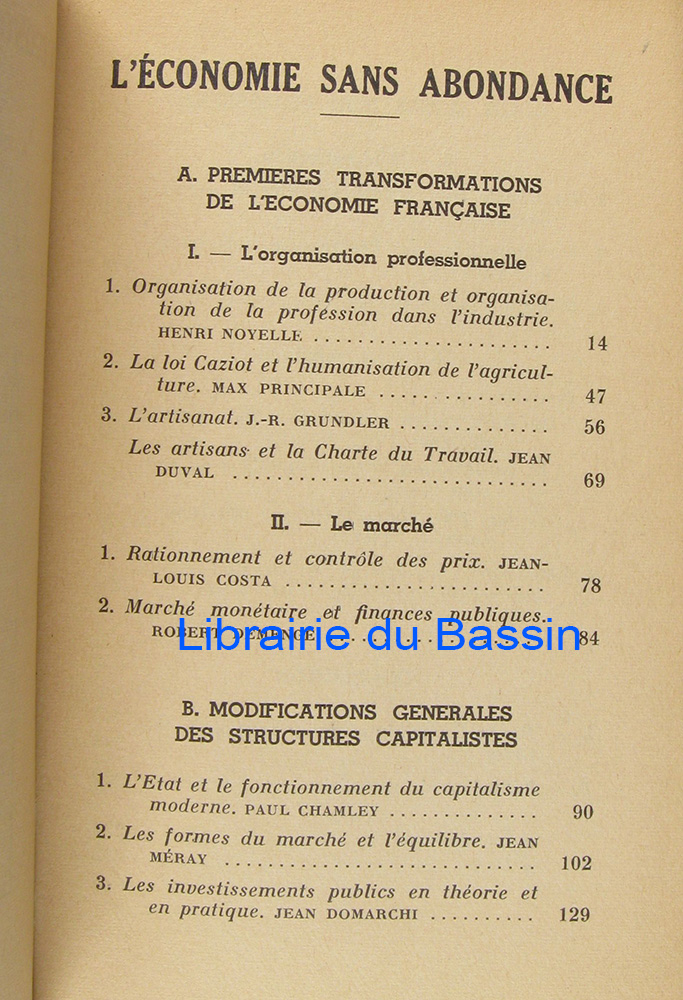 L'ÉCONOMIE SANS ABONDANCE
A. PREMIERES TRANSFORMATIONS
DE L'ECONOMIE FRANÇAISE
I. — L'organisation professionnelle
1. Organisation de la production et organisa-
tion de la profession dans l'industrie.
HENRI NOYELLE ...................... 14
2. La loi Caziot et l'humanisation de l'agricul-
ture. MAX PRINCIPALE ................ 47
3. L'artisanat. J.-R. GRUNDLER .............. 56
Les artisans et la Charte du Travail. JEAN
DUVAL ............................. 69
II. — Le marché
1. Rationnement et contrôle des prix. JEAN-
LOUIS COSTA ........................ 78
2. Marché monétaire et finances publiques.
ROBERT .................... 84
Librairie du Bassin
B. MODIFICATIONS GENERALES
DES STRUCTURES CAPITALISTES
1. L'Etat et le fonctionnement du capitalisme
moderne. PAUL CHAMLEY .............. 90
2. Les formes du marché et l'équilibre. JEAN
MÉRAY ............................. 102
3. Les investissements publics en théorie et
en pratique. JEAN DOMARCHI .......... 129